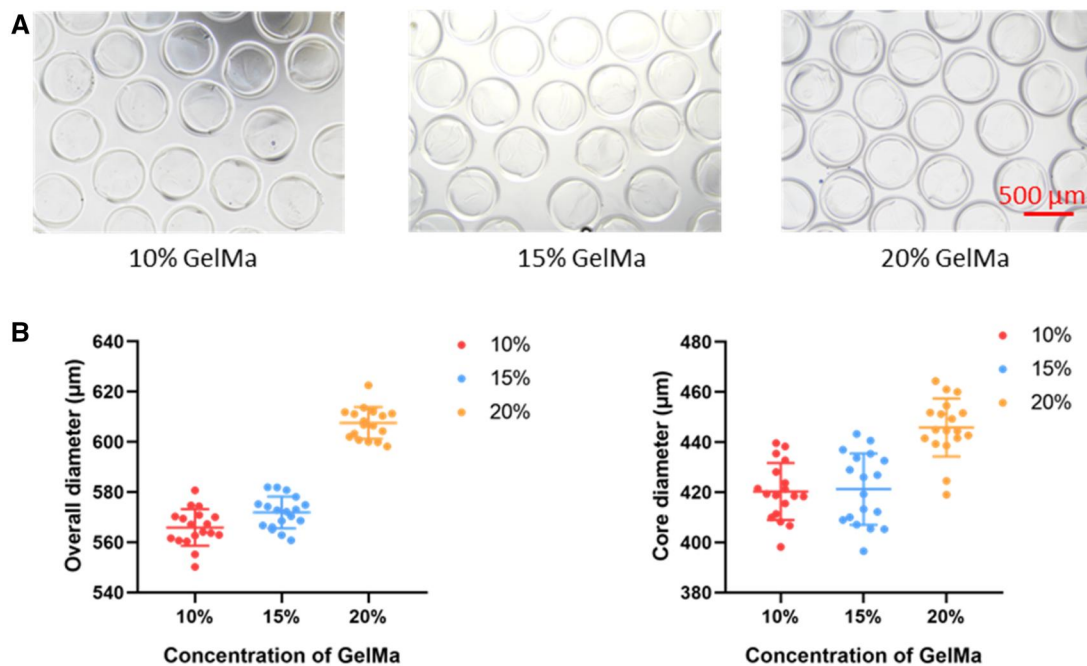 A
500 µm
10% GelMa
15% GelMa
20% GelMa
B
Overall diameter (µm)
640
620
600
580
560
540
10%
15%
20%
Concentration of GelMa
10%
15%
20%
Core diameter (µm)
480
460
440
420
400
380
10%
15%
20%
Concentration of GelMa
10%
15%
20%